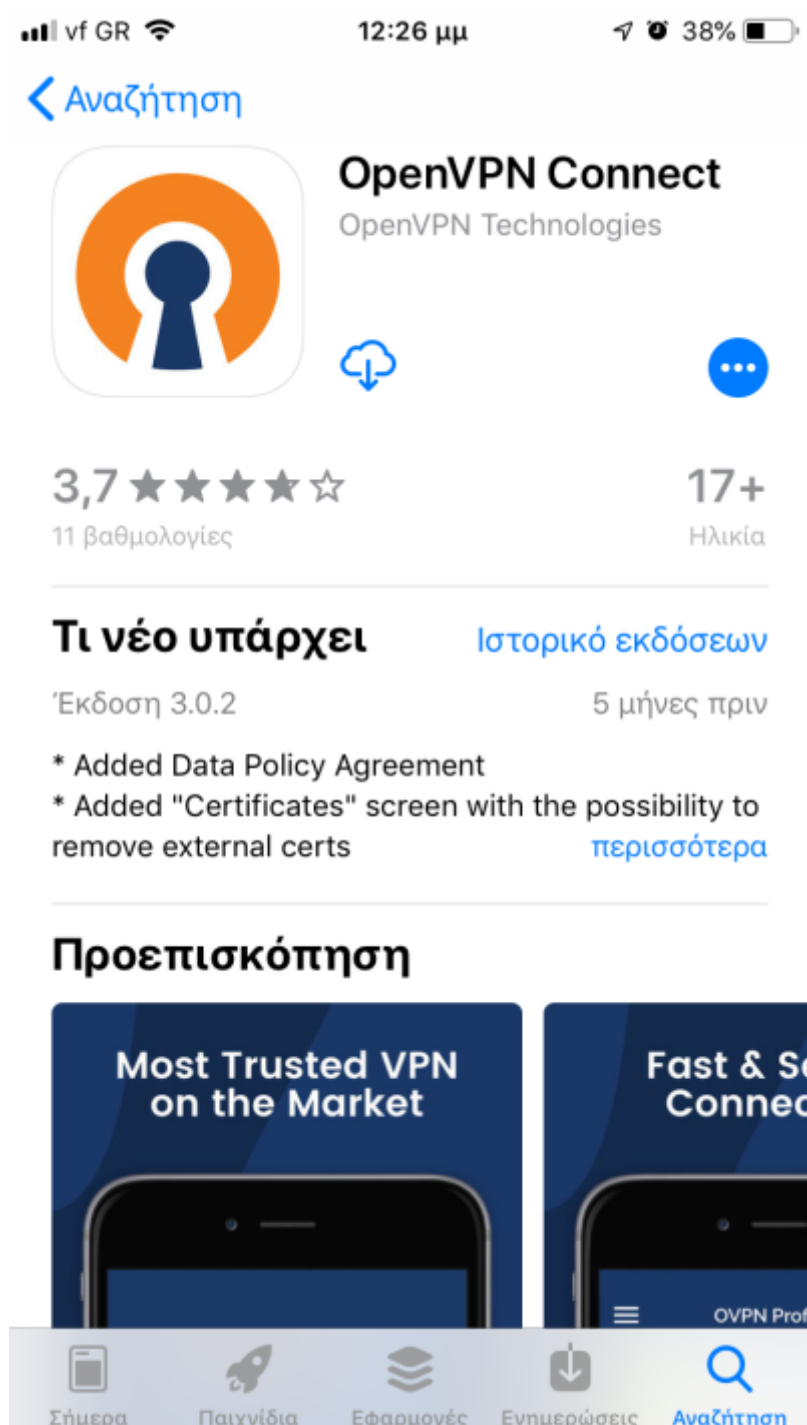 vf GR 12:26 μμ 38%
Αναζήτηση
OpenVPN Connect
OpenVPN Technologies
3,7 17+
11 βαθμολογίες Ηλικία
Τι νέο υπάρχει Ιστορικό εκδόσεων
Έκδοση 3.0.2 5 μήνες πριν
* Added Data Policy Agreement
* Added "Certificates" screen with the possibility to
remove external certs περισσότερα
Προεπισκόπηση
Most Trusted VPN
on the Market
Fast &
OVPN
Σήμερα Παιχνίδια Εφαρμογές Ενημερώσεις Αναζήτηση